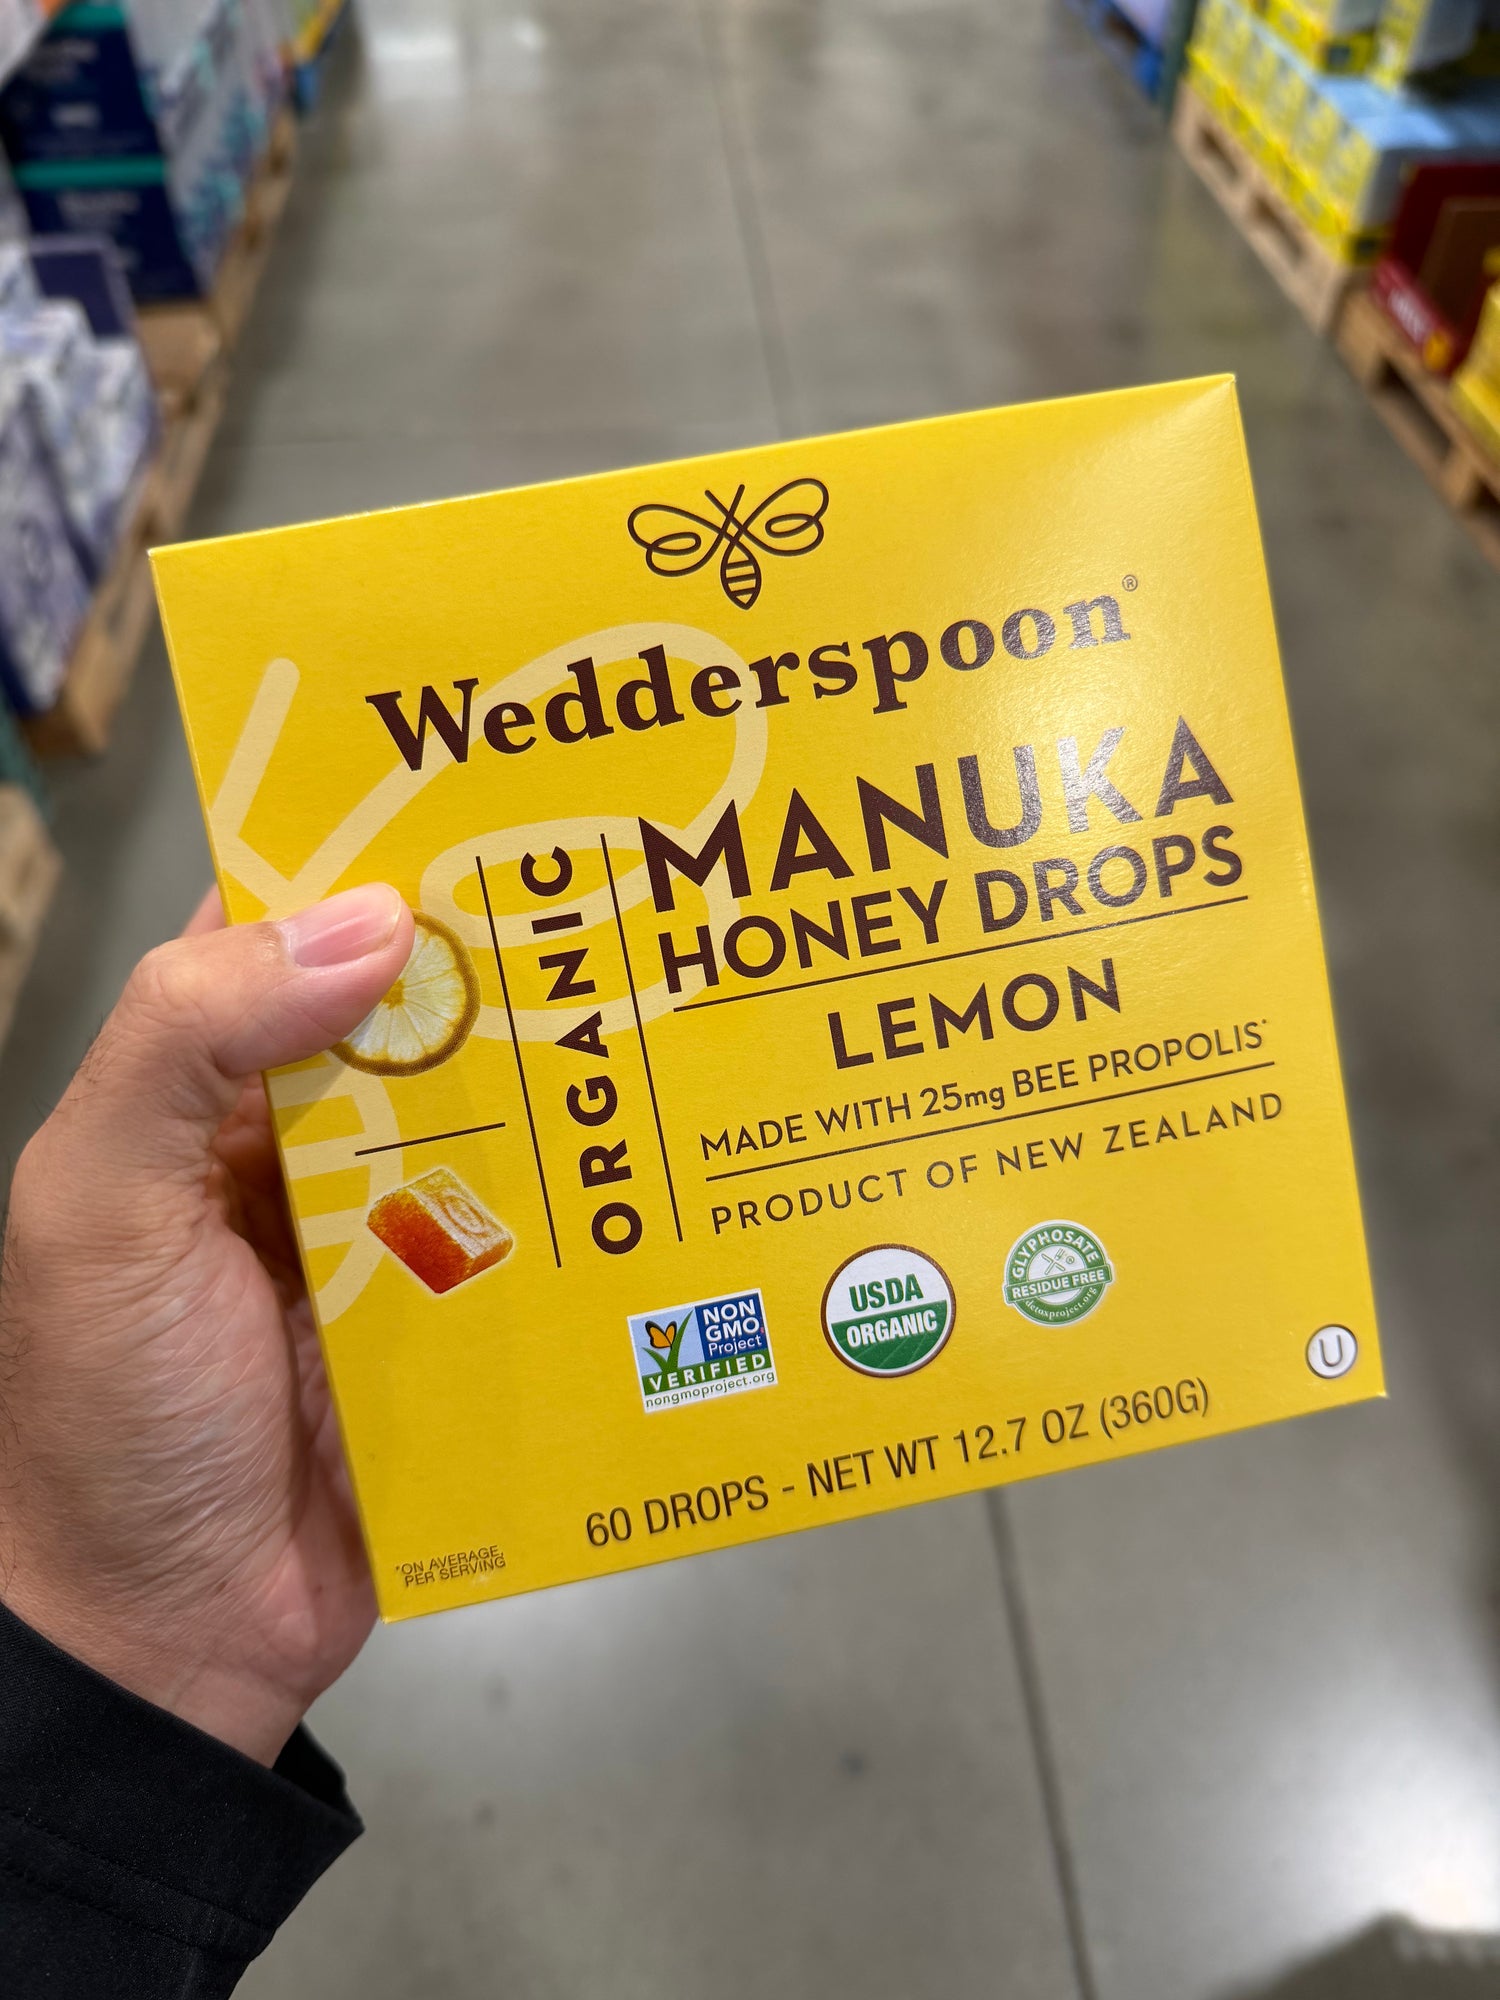 Wedderspoon®
ORGANIC
MANUKA
HONEY DROPS
LEMON
MADE WITH 25mg BEE PROPOLIS*
PRODUCT OF NEW ZEALAND
NON
GMO
Project
VERIFIED
nongmoproject.org
USDA
ORGANIC
GLYPHOSATE
RESIDUE FREE
detoxproject.org
U
60 DROPS - NET WT 12.7 OZ (360G)
*ON AVERAGE,
PER SERVING